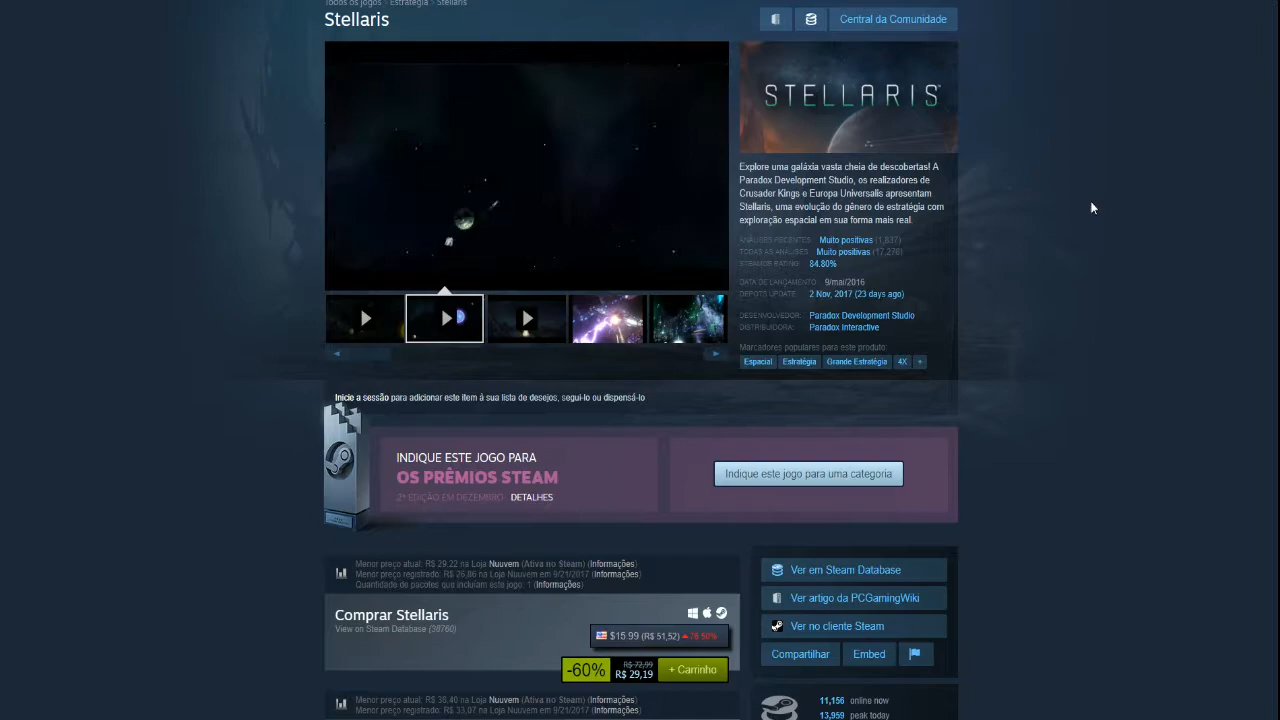 Todos os jogos > Estratégia > Stellaris
Stellaris
Central da Comunidade
STELLARIS
Explore uma galáxia vasta cheia de descobertas! A
Paradox Development Studio, os realizadores de
Crusader Kings e Europa Universalis apresentam
Stellaris, uma evolução do gênero de estratégia com
exploração espacial em sua forma mais real.
ANÁLISES RECENTES: Muito positivas (1,837)
TODAS AS ANÁLISES: Muito positivas (17,276)
STEAMDB RATING: 84.80%
DATA DE LANÇAMENTO: 9/mai/2016
DEPOTS UPDATE: 2 Nov, 2017 (23 days ago)
DESENVOLVEDOR: Paradox Development Studio
DISTRIBUIDORA: Paradox Interactive
Marcadores populares para este produto:
Espacial Estratégia Grande Estratégia 4X +
Inicie a sessão para adicionar este item à sua lista de desejos, segui-lo ou dispensá-lo
INDIQUE ESTE JOGO PARA
OS PRÊMIOS STEAM
2ª EDIÇÃO EM DEZEMBRO DETALHES
Indique este jogo para uma categoria
Menor preço atual: R$ 29,22 na Loja Nuuvem (Ativa no Steam) (Informações)
Menor preço registrado: R$ 26,86 na Loja Nuuvem em 9/21/2017 (Informações)
Quantidade de pacotes que incluíam este jogo: 1 (Informações)
Comprar Stellaris
View on Steam Database (38760)
$15.99 (R$ 51,52) 76.50%
-60% R$ 72,99
R$ 29,19
+ Carrinho
Ver em Steam Database
Ver artigo da PCGamingWiki
Ver no cliente Steam
Compartilhar Embed
Menor preço atual: R$ 38,40 na Loja Nuuvem (Ativa no Steam) (Informações)
Menor preço registrado: R$ 33,07 na Loja Nuuvem em 9/21/2017 (Informações)
11,156 online now
13,959 peak today